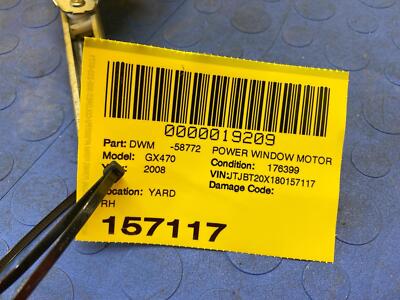 0000019209
Part: DWM -58772 POWER WINDOW MOTOR
Model: GX470 Condition: 176399
2008 VIN:JTJBT20X180157117
Damage Code:
Location: YARD
RH
157117